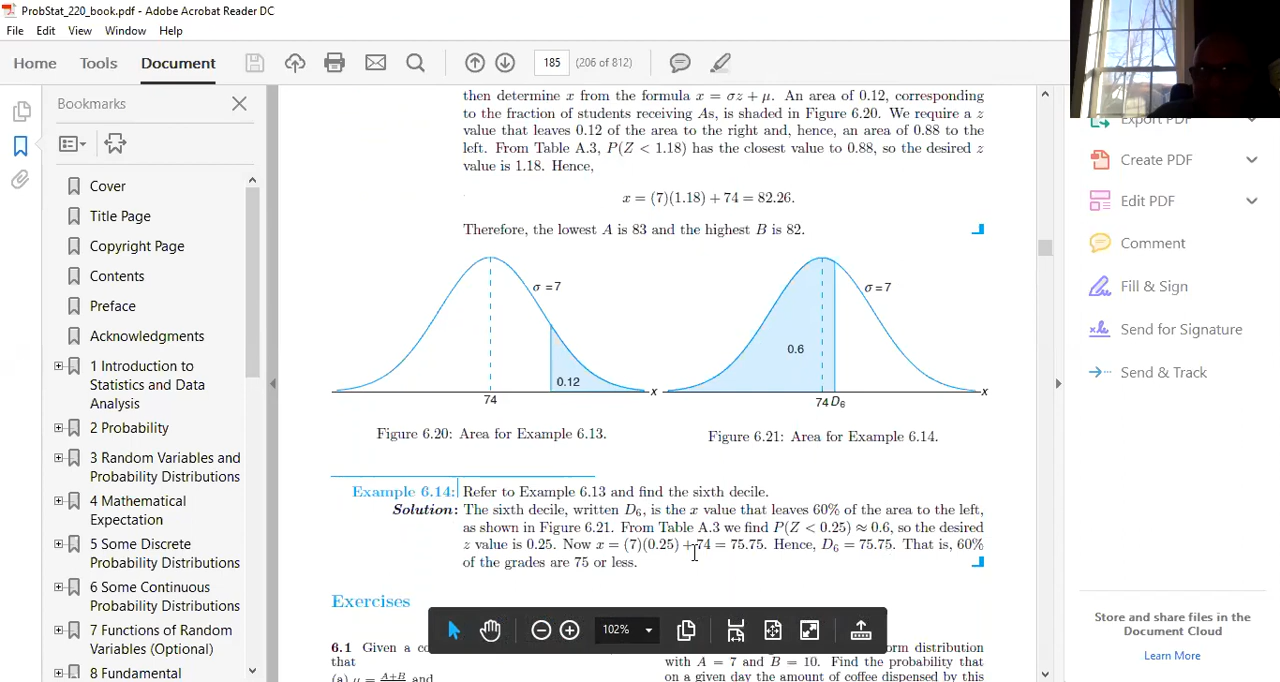 ProbStat_220_book.pdf - Adobe Acrobat Reader DC
File Edit View Window Help
Home Tools Document 185 (206 of 812)
Bookmarks
Cover
Title Page
Copyright Page
Contents
Preface
Acknowledgments
1 Introduction to
Statistics and Data
Analysis
2 Probability
3 Random Variables and
Probability Distributions
4 Mathematical
Expectation
5 Some Discrete
Probability Distributions
6 Some Continuous
Probability Distributions
7 Functions of Random
Variables (Optional)
8 Fundamental
then determine x from the formula x = σz + μ. An area of 0.12, corresponding
to the fraction of students receiving As, is shaded in Figure 6.20. We require a z
value that leaves 0.12 of the area to the right and, hence, an area of 0.88 to the
left. From Table A.3, P(Z < 1.18) has the closest value to 0.88, so the desired z
value is 1.18. Hence,
x = (7)(1.18) + 74 = 82.26.
Therefore, the lowest A is 83 and the highest B is 82.
σ = 7
0.12
74
x
Figure 6.20: Area for Example 6.13.
σ = 7
0.6
74 D6
x
Figure 6.21: Area for Example 6.14.
Example 6.14: Refer to Example 6.13 and find the sixth decile.
Solution: The sixth decile, written D6, is the x value that leaves 60% of the area to the left,
as shown in Figure 6.21. From Table A.3 we find P(Z < 0.25) ≈ 0.6, so the desired
z value is 0.25. Now x = (7)(0.25) + 74 = 75.75. Hence, D6 = 75.75. That is, 60%
of the grades are 75 or less.
Exercises
6.1 Given a
that
(a) μ = A+B and
102%
with A = 7 and B = 10. Find the probability that
on a given day the amount of coffee dispensed by this
Export PDF
Create PDF
Edit PDF
Comment
Fill & Sign
Send for Signature
Send & Track
Store and share files in the
Document Cloud
Learn More